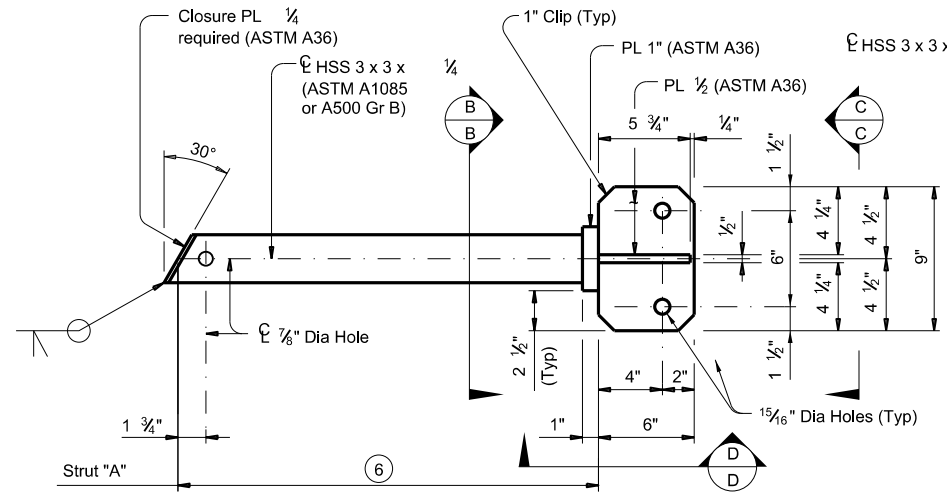 Closure PL ¼
required (ASTM A36)
℄ HSS 3 x 3 x ¼
(ASTM A1085
or A500 Gr B)
1" Clip (Typ)
PL 1" (ASTM A36)
PL ½ (ASTM A36)
5 ¾"
¼"
℄ HSS 3 x 3 x
B
B
C
C
30°
1 ½"
½"
6"
4 ¼"
4 ½"
9"
4 ¼"
4 ½"
1 ½"
℄ ⅞" Dia Hole
2 ½"
(Typ)
4"
2"
15/16" Dia Holes (Typ)
1 ¾"
1"
6"
Strut "A"
6
D
D